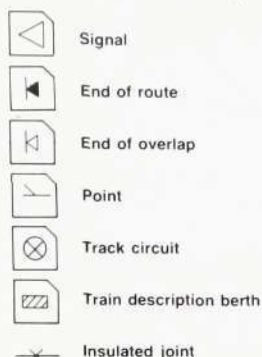 Signal
End of route
End of overlap
Point
Track circuit
Train description berth
Insulated joint